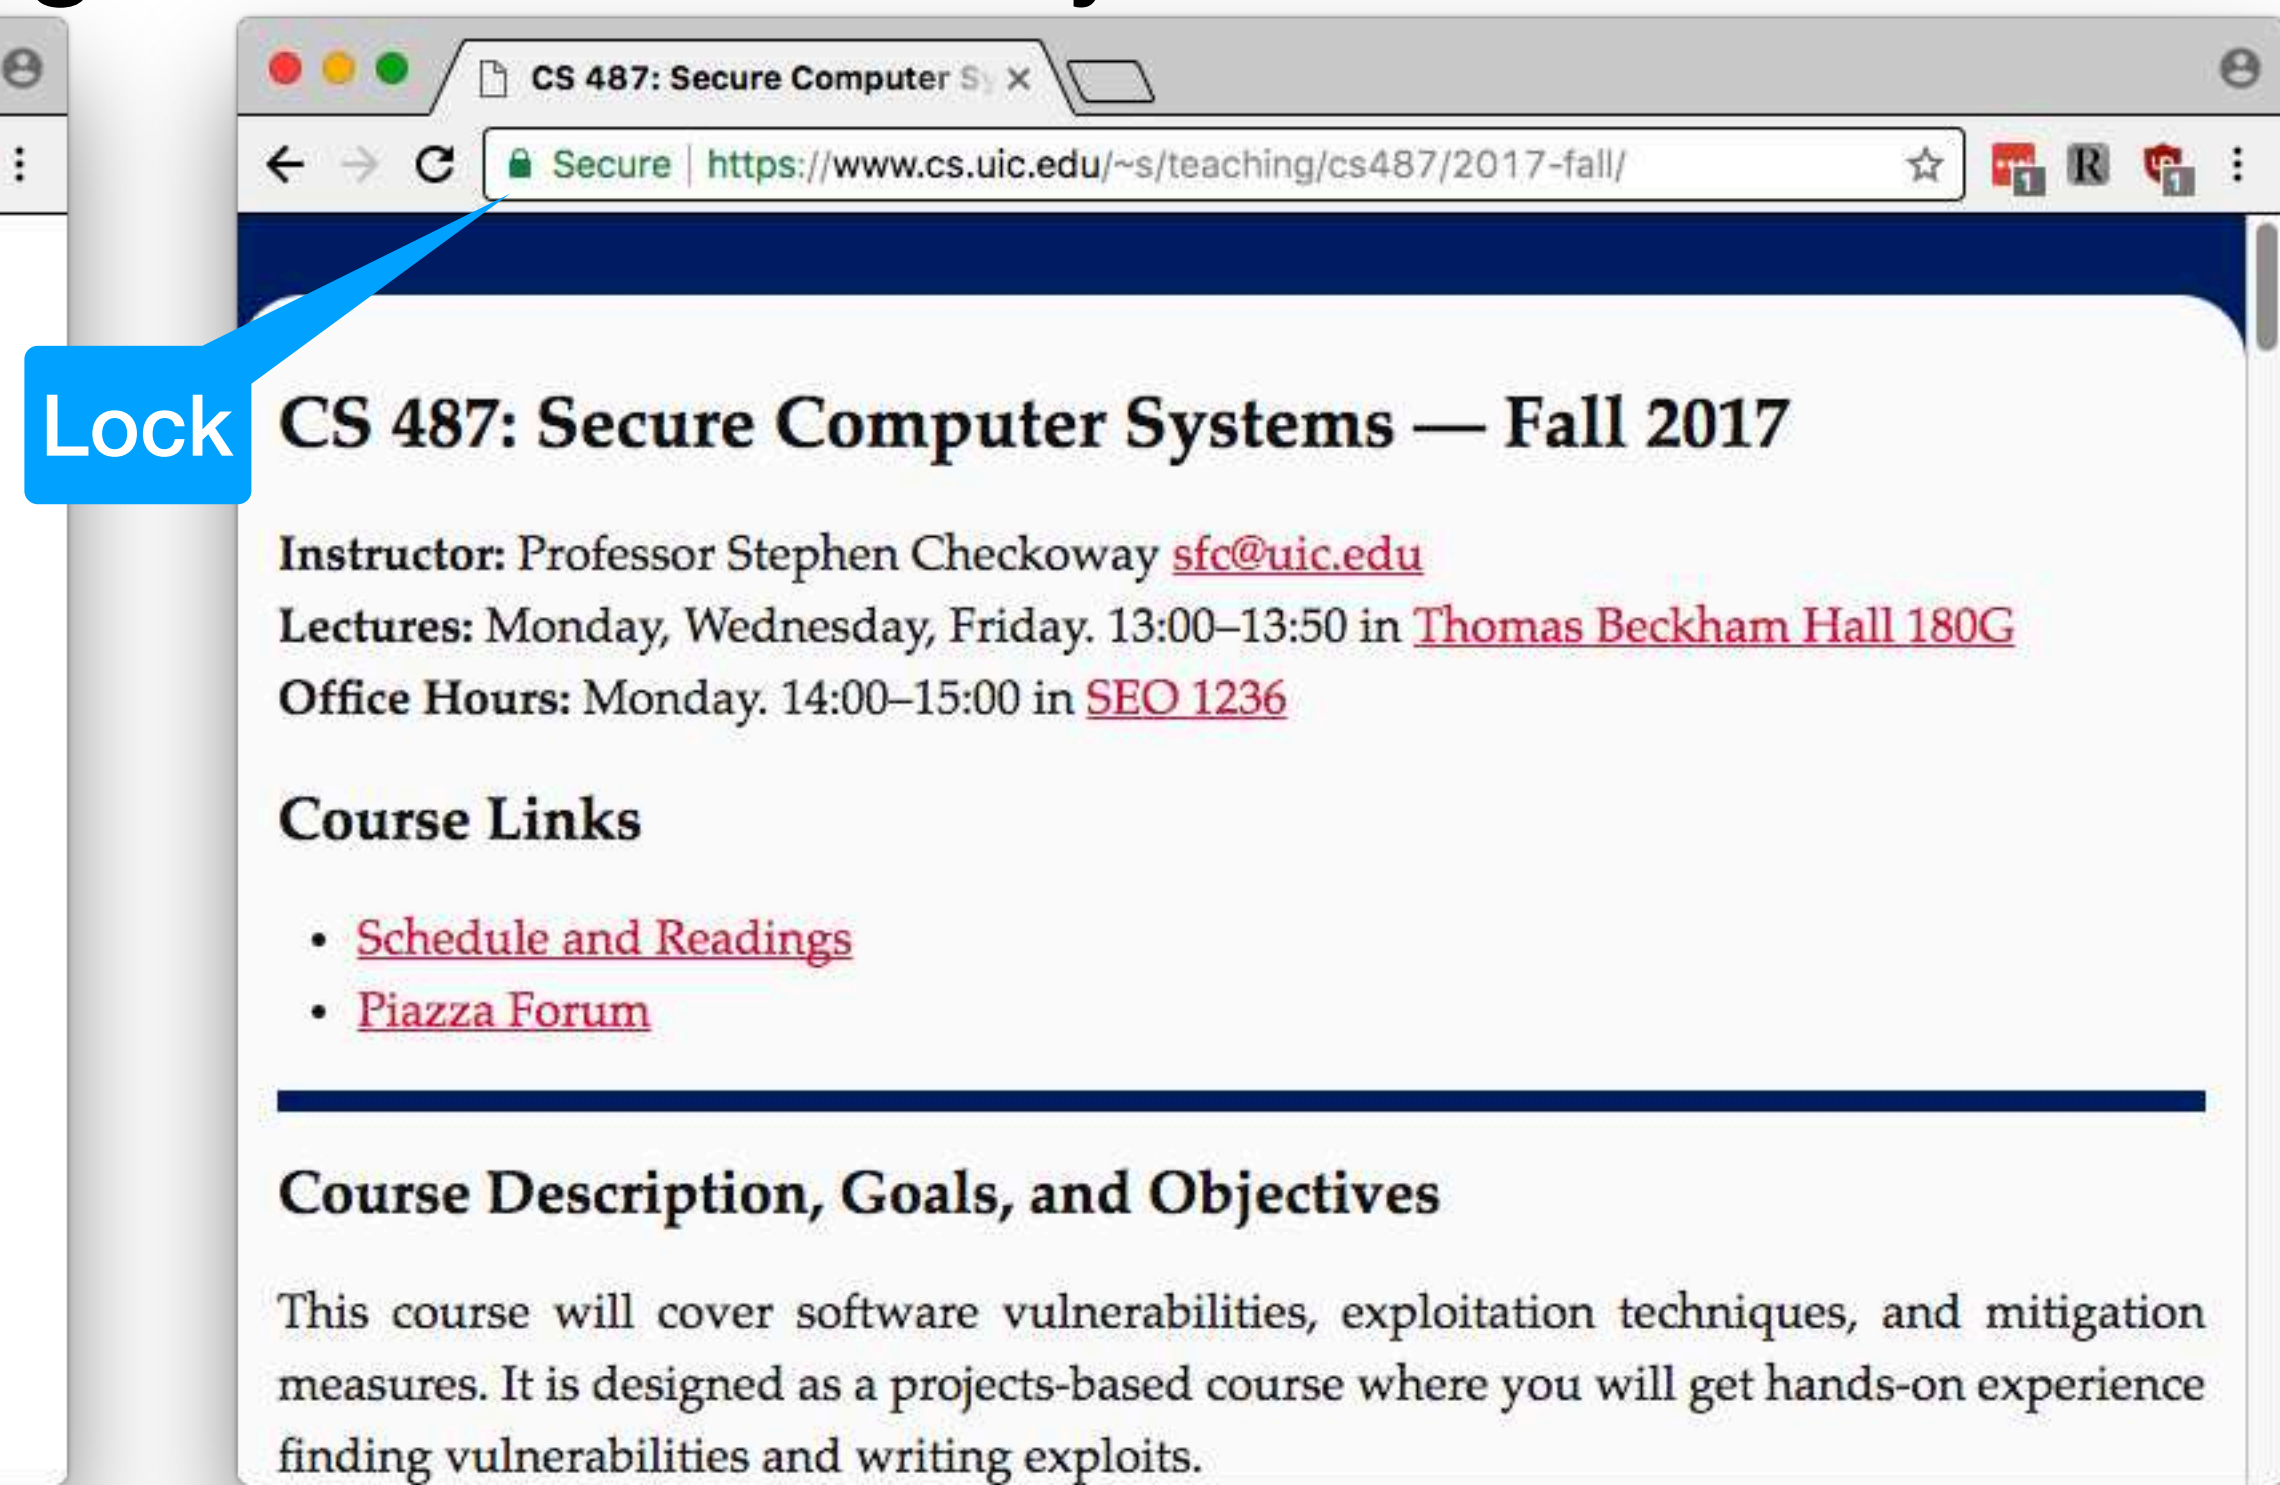 CS 487: Secure Computer Sy
Secure | https://www.cs.uic.edu/~s/teaching/cs487/2017-fall/
1 R 1
Lock
CS 487: Secure Computer Systems — Fall 2017
Instructor: Professor Stephen Checkoway sfc@uic.edu
Lectures: Monday, Wednesday, Friday. 13:00–13:50 in Thomas Beckham Hall 180G
Office Hours: Monday. 14:00–15:00 in SEO 1236
Course Links
• Schedule and Readings
• Piazza Forum
Course Description, Goals, and Objectives
This course will cover software vulnerabilities, exploitation techniques, and mitigation
measures. It is designed as a projects-based course where you will get hands-on experience
finding vulnerabilities and writing exploits.